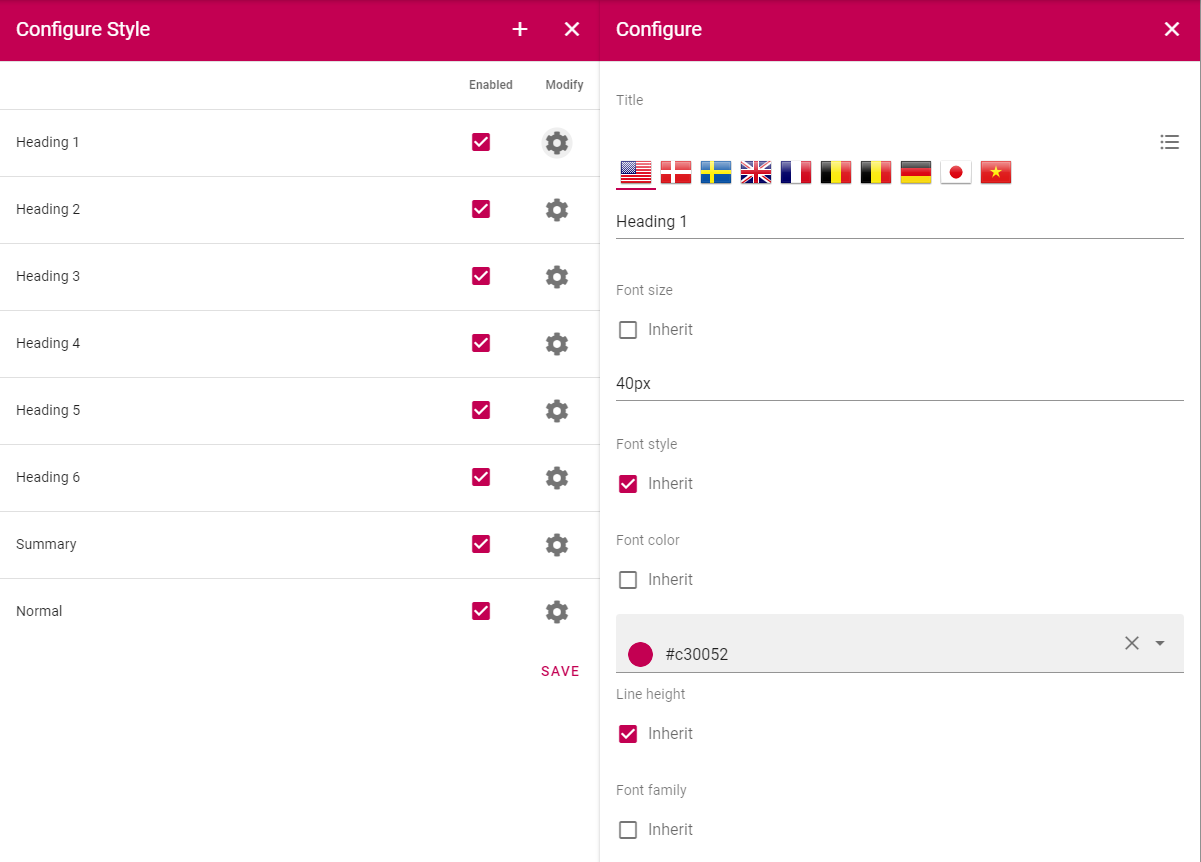 Configure Style
Enabled Modify
Heading 1
Heading 2
Heading 3
Heading 4
Heading 5
Heading 6
Summary
Normal
SAVE
Configure
Title
Heading 1
Font size
Inherit
40px
Font style
Inherit
Font color
Inherit
#c30052
Line height
Inherit
Font family
Inherit